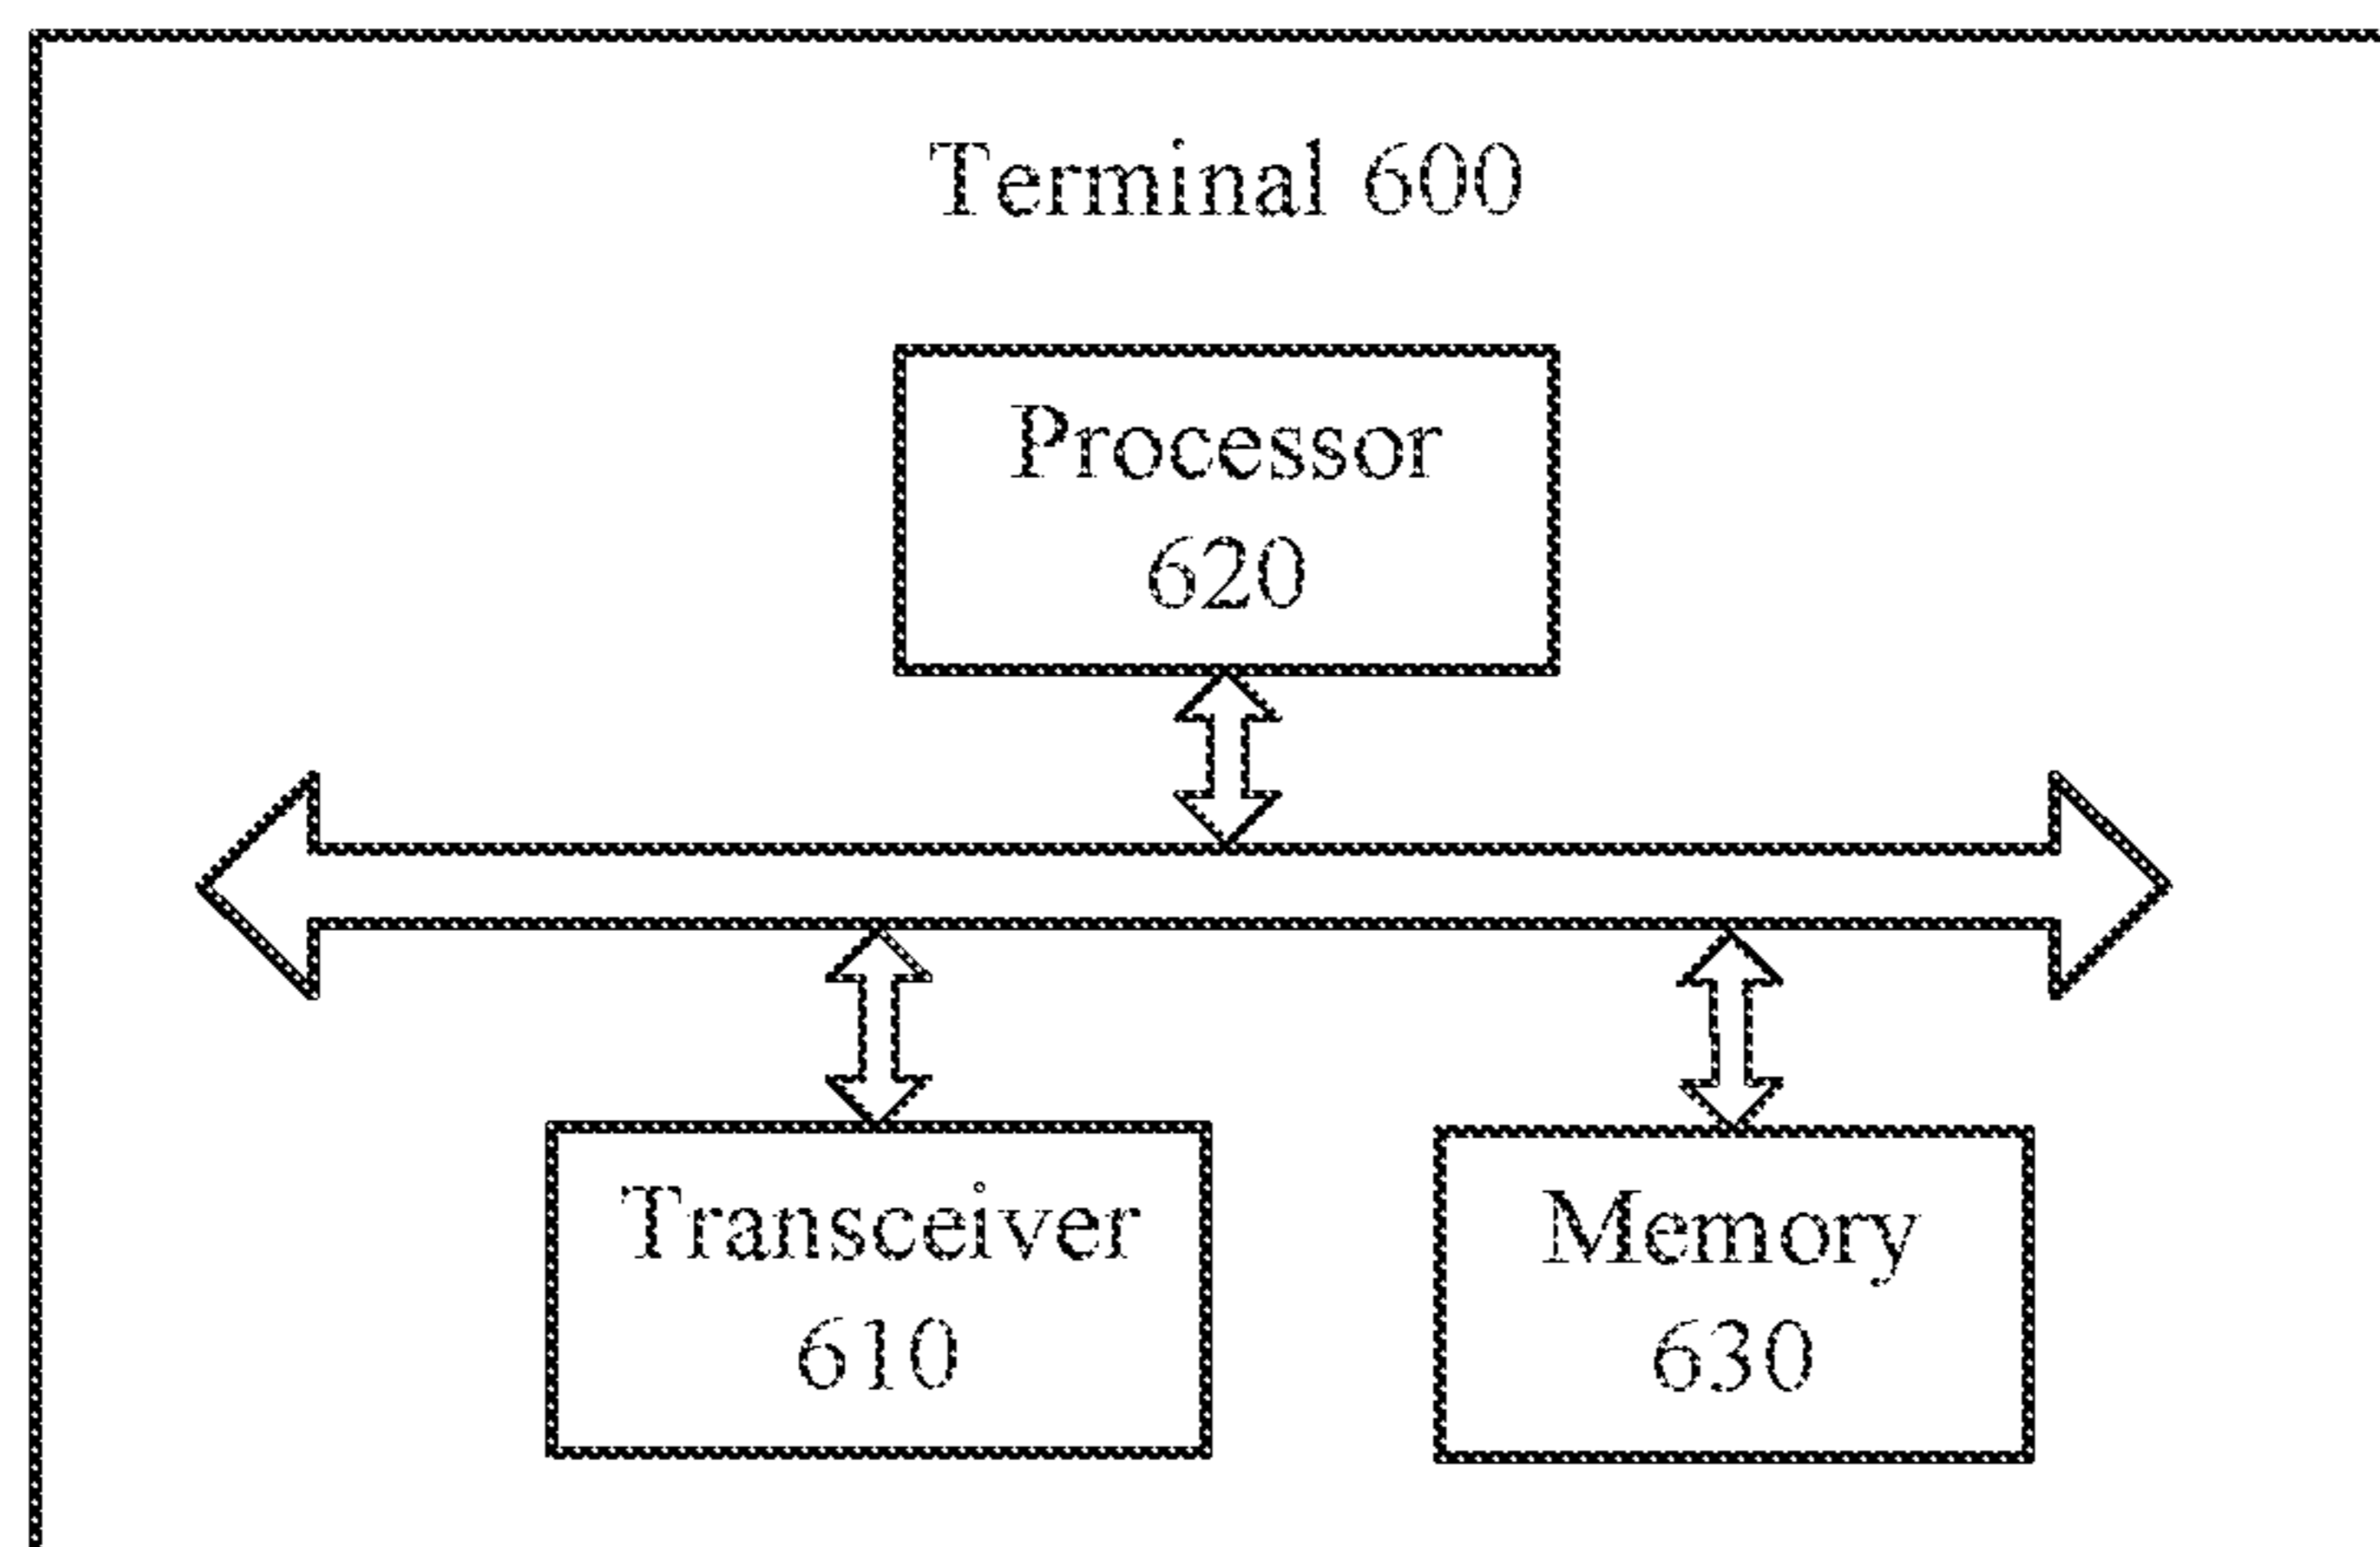 Terminal 600
Processor
620
Transceiver
610
Memory
630